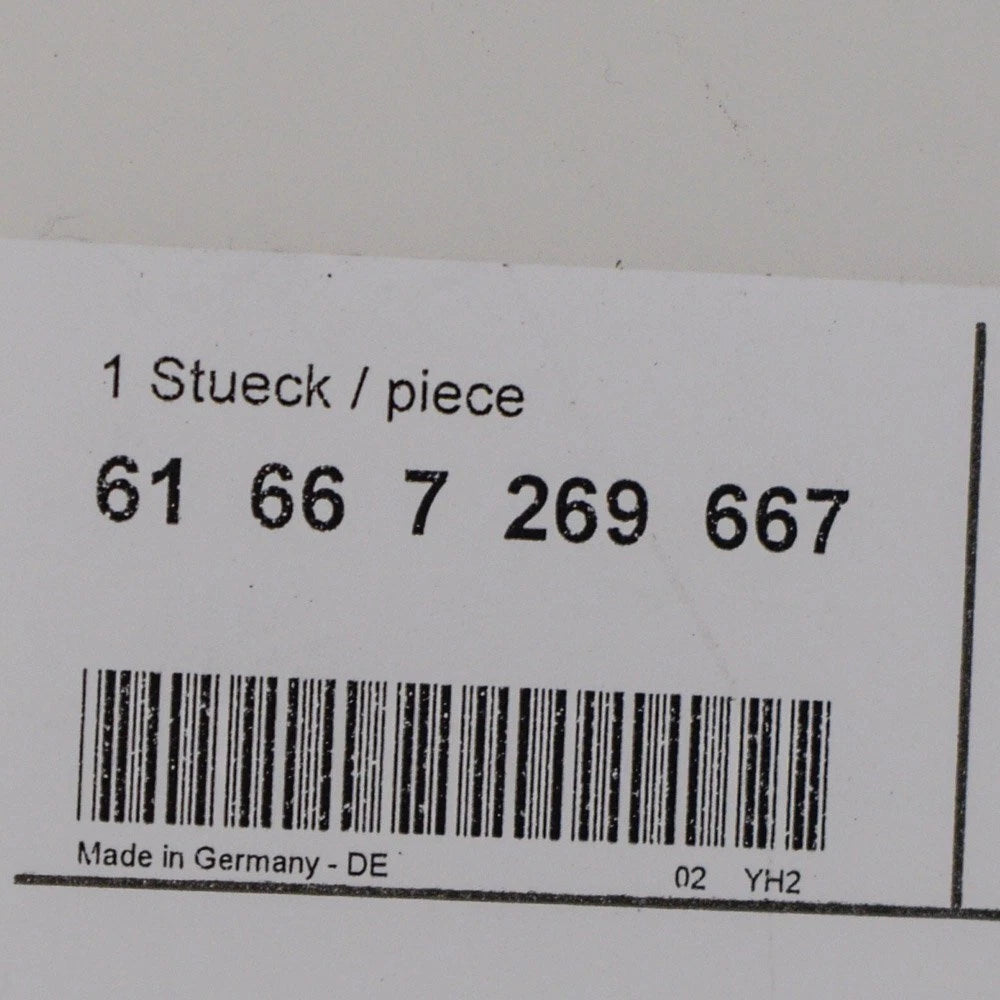 1 Stueck / piece
61 66 7 269 667
Made in Germany - DE 02 YH2